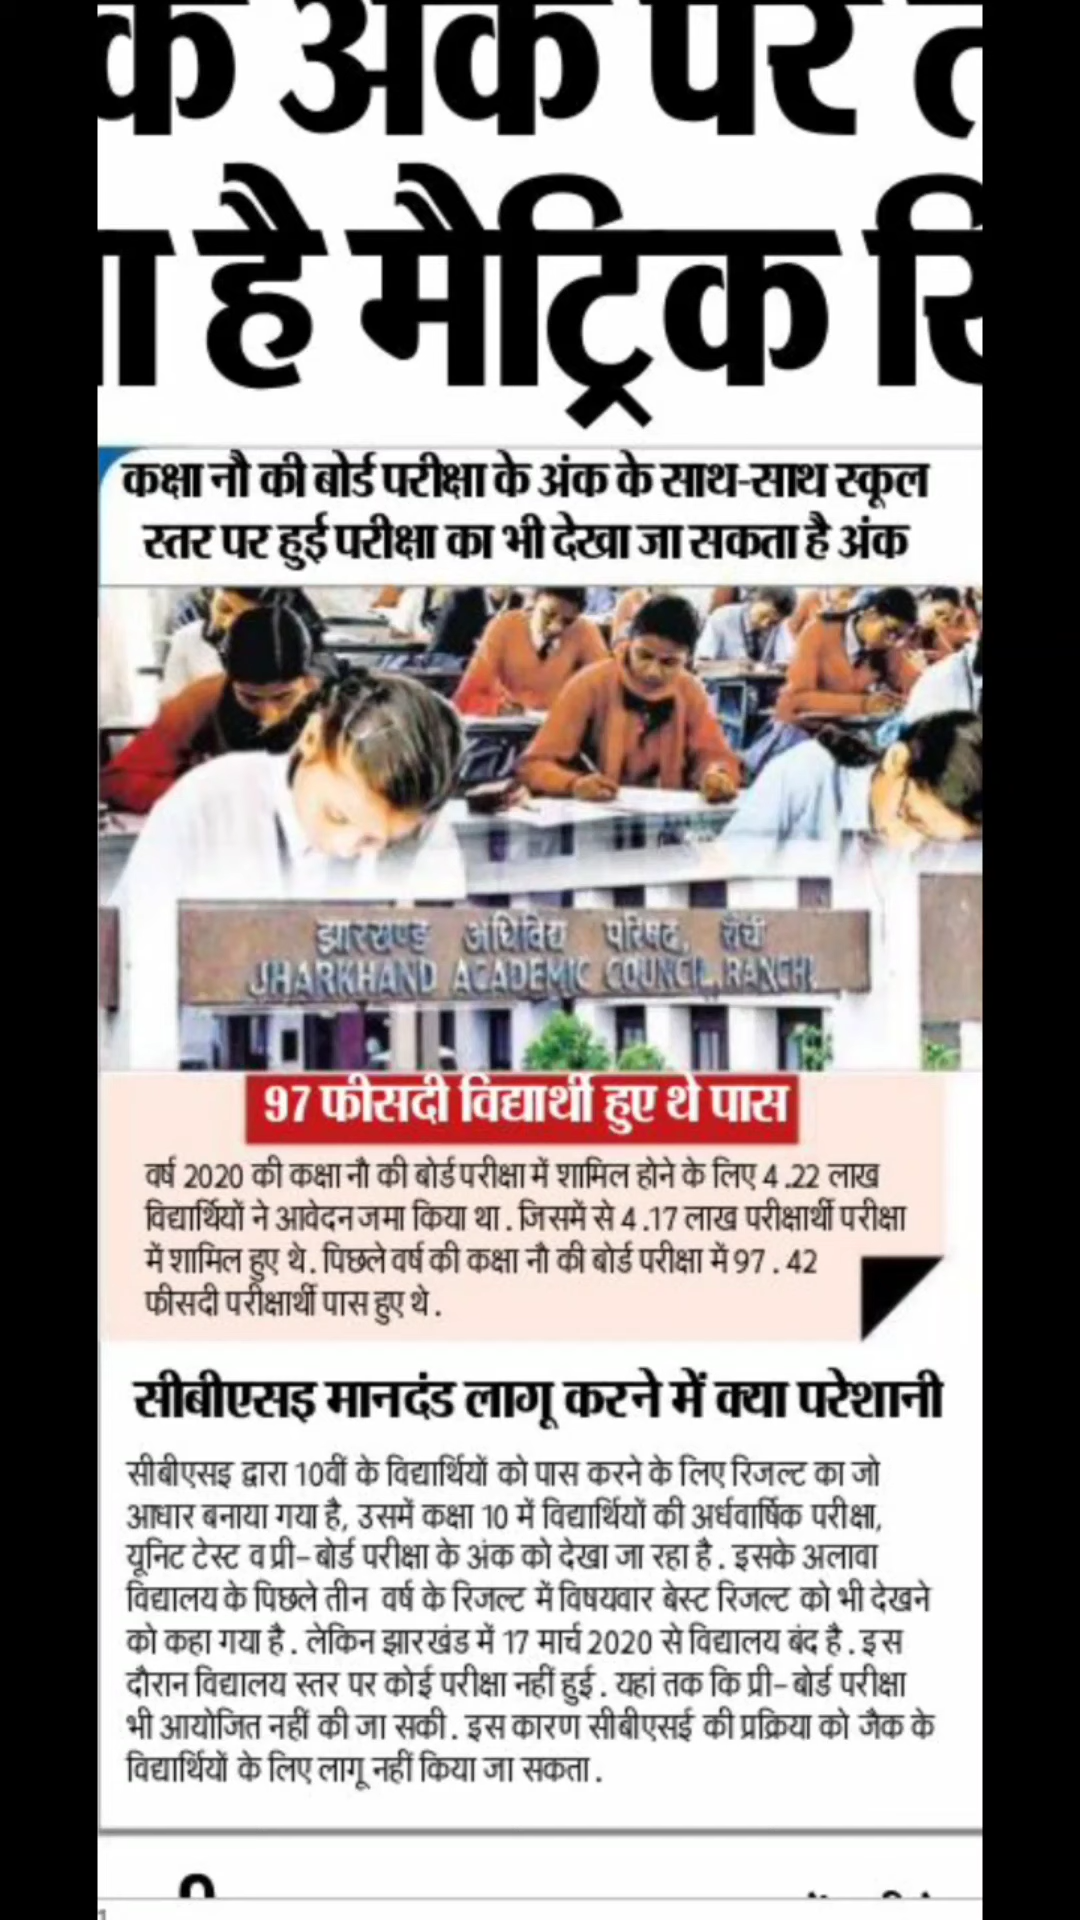 क अंक पर त
है मैट्रिक रि
कक्षा नौ की बोर्ड परीक्षा के अंक के साथ-साथ स्कूल
स्तर पर हुई परीक्षा का भी देखा जा सकता है अंक
झारखण्ड अधिविद्य परिषद, राँची
JHARKHAND ACADEMIC COUNCIL, RANCHI
97 फीसदी विद्यार्थी हुए थे पास
वर्ष 2020 की कक्षा नौ की बोर्ड परीक्षा में शामिल होने के लिए 4.22 लाख
विद्यार्थियों ने आवेदन जमा किया था. जिसमें से 4.17 लाख परीक्षार्थी परीक्षा
में शामिल हुए थे. पिछले वर्ष की कक्षा नौ की बोर्ड परीक्षा में 97.42
फीसदी परीक्षार्थी पास हुए थे.
सीबीएसइ मानदंड लागू करने में क्या परेशानी
सीबीएसइ द्वारा 10वीं के विद्यार्थियों को पास करने के लिए रिजल्ट का जो
आधार बनाया गया है, उसमें कक्षा 10 में विद्यार्थियों की अर्धवार्षिक परीक्षा,
यूनिट टेस्ट व प्री-बोर्ड परीक्षा के अंक को देखा जा रहा है. इसके अलावा
विद्यालय के पिछले तीन वर्ष के रिजल्ट में विषयवार बेस्ट रिजल्ट को भी देखने
को कहा गया है. लेकिन झारखंड में 17 मार्च 2020 से विद्यालय बंद है. इस
दौरान विद्यालय स्तर पर कोई परीक्षा नहीं हुई. यहां तक कि प्री-बोर्ड परीक्षा
भी आयोजित नहीं की जा सकी. इस कारण सीबीएसई की प्रक्रिया को जैक के
विद्यार्थियों के लिए लागू नहीं किया जा सकता.